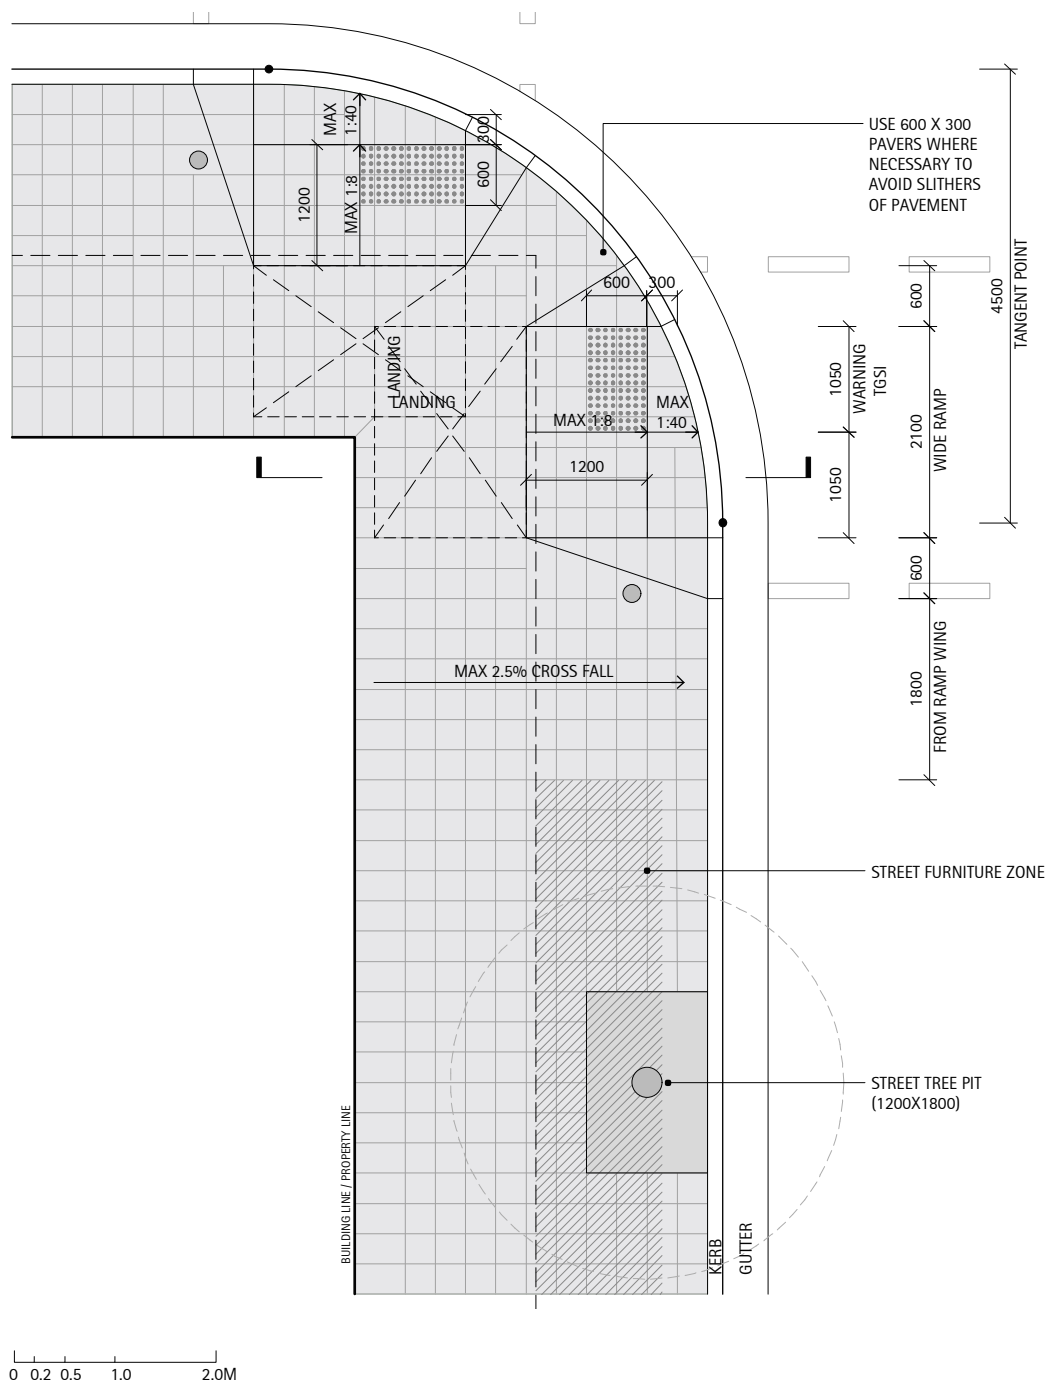 MAX
1:40
300
600
1200
MAX 1:8
USE 600 X 300
PAVERS WHERE
NECESSARY TO
AVOID SLITHERS
OF PAVEMENT
600
300
LANDING
LANDING
MAX 1:8
MAX
1:40
1200
1050
WARNING
TGSI
1050
600
2100
WIDE RAMP
600
4500
TANGENT POINT
1800
FROM RAMP WING
MAX 2.5% CROSS FALL
STREET FURNITURE ZONE
STREET TREE PIT
(1200X1800)
BUILDING LINE / PROPERTY LINE
KERB
GUTTER
0 0.2 0.5 1.0 2.0M